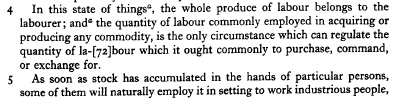 4 In this state of thingsᵃ, the whole produce of labour belongs to the
labourer; andᵃ the quantity of labour commonly employed in acquiring or
producing any commodity, is the only circumstance which can regulate the
quantity of la-[72]bour which it ought commonly to purchase, command,
or exchange for.
5 As soon as stock has accumulated in the hands of particular persons,
some of them will naturally employ it in setting to work industrious people,